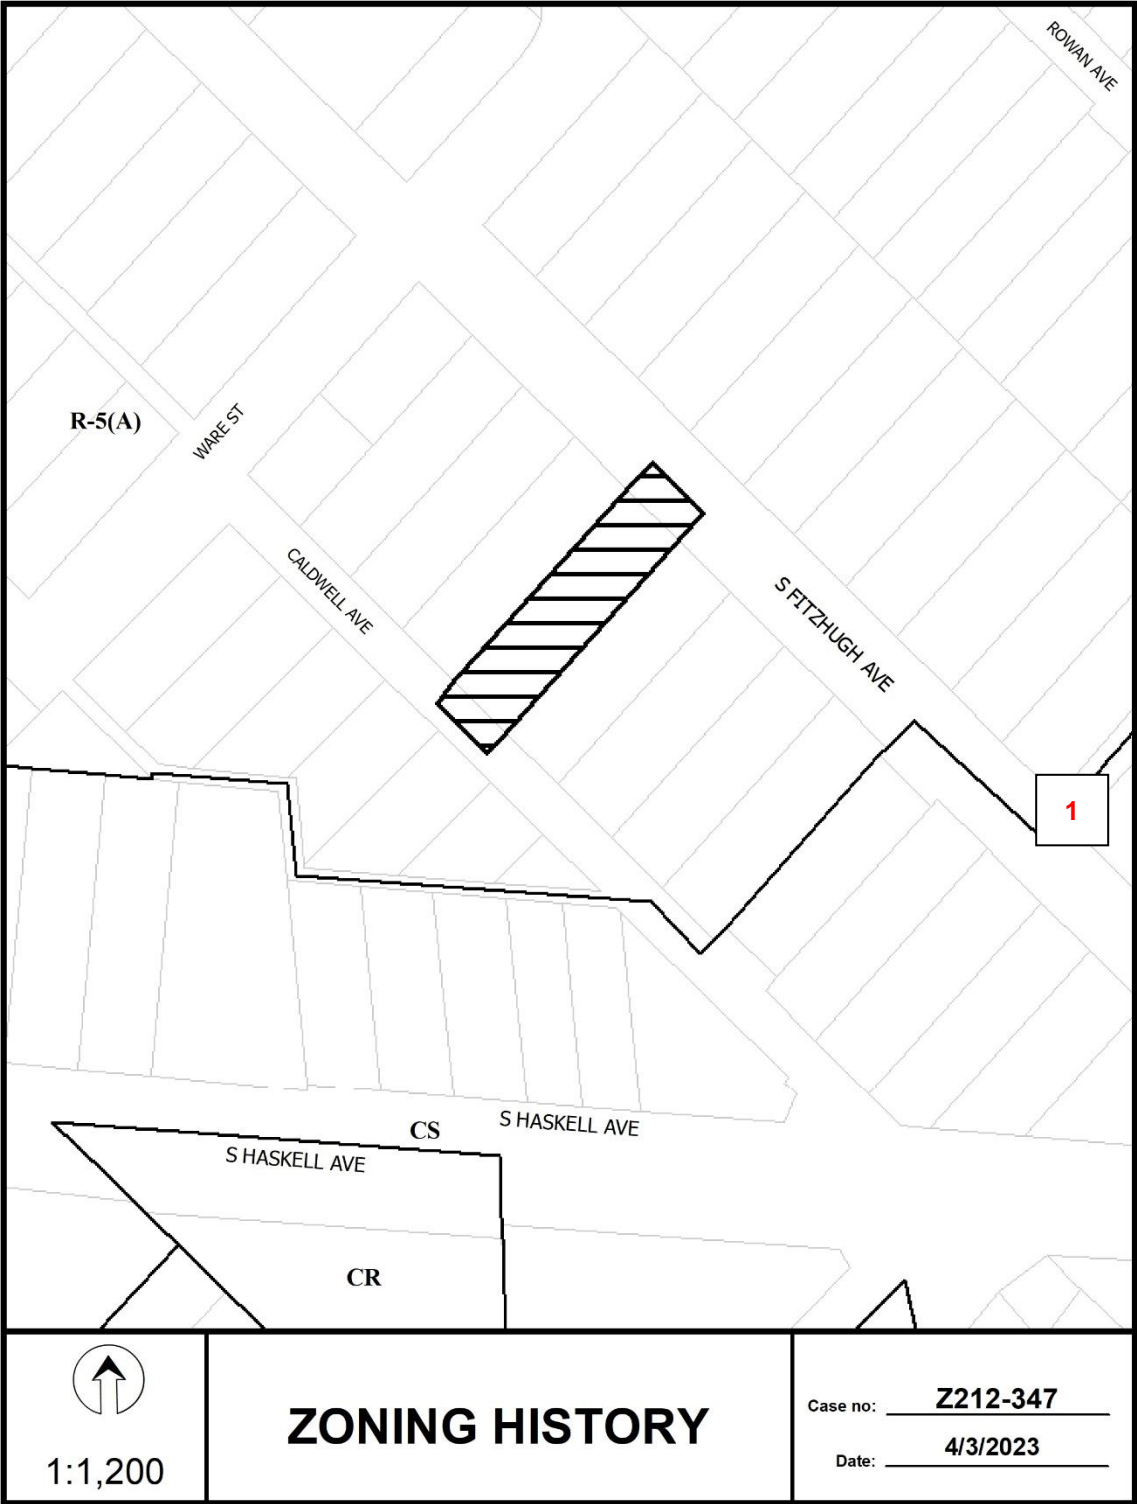 ROWAN AVE
R-5(A)
WARE ST
CALDWELL AVE
S FITZHUGH AVE
1
S HASKELL AVE
CS
S HASKELL AVE
CR
1:1,200
ZONING HISTORY
Case no: Z212-347
Date: 4/3/2023